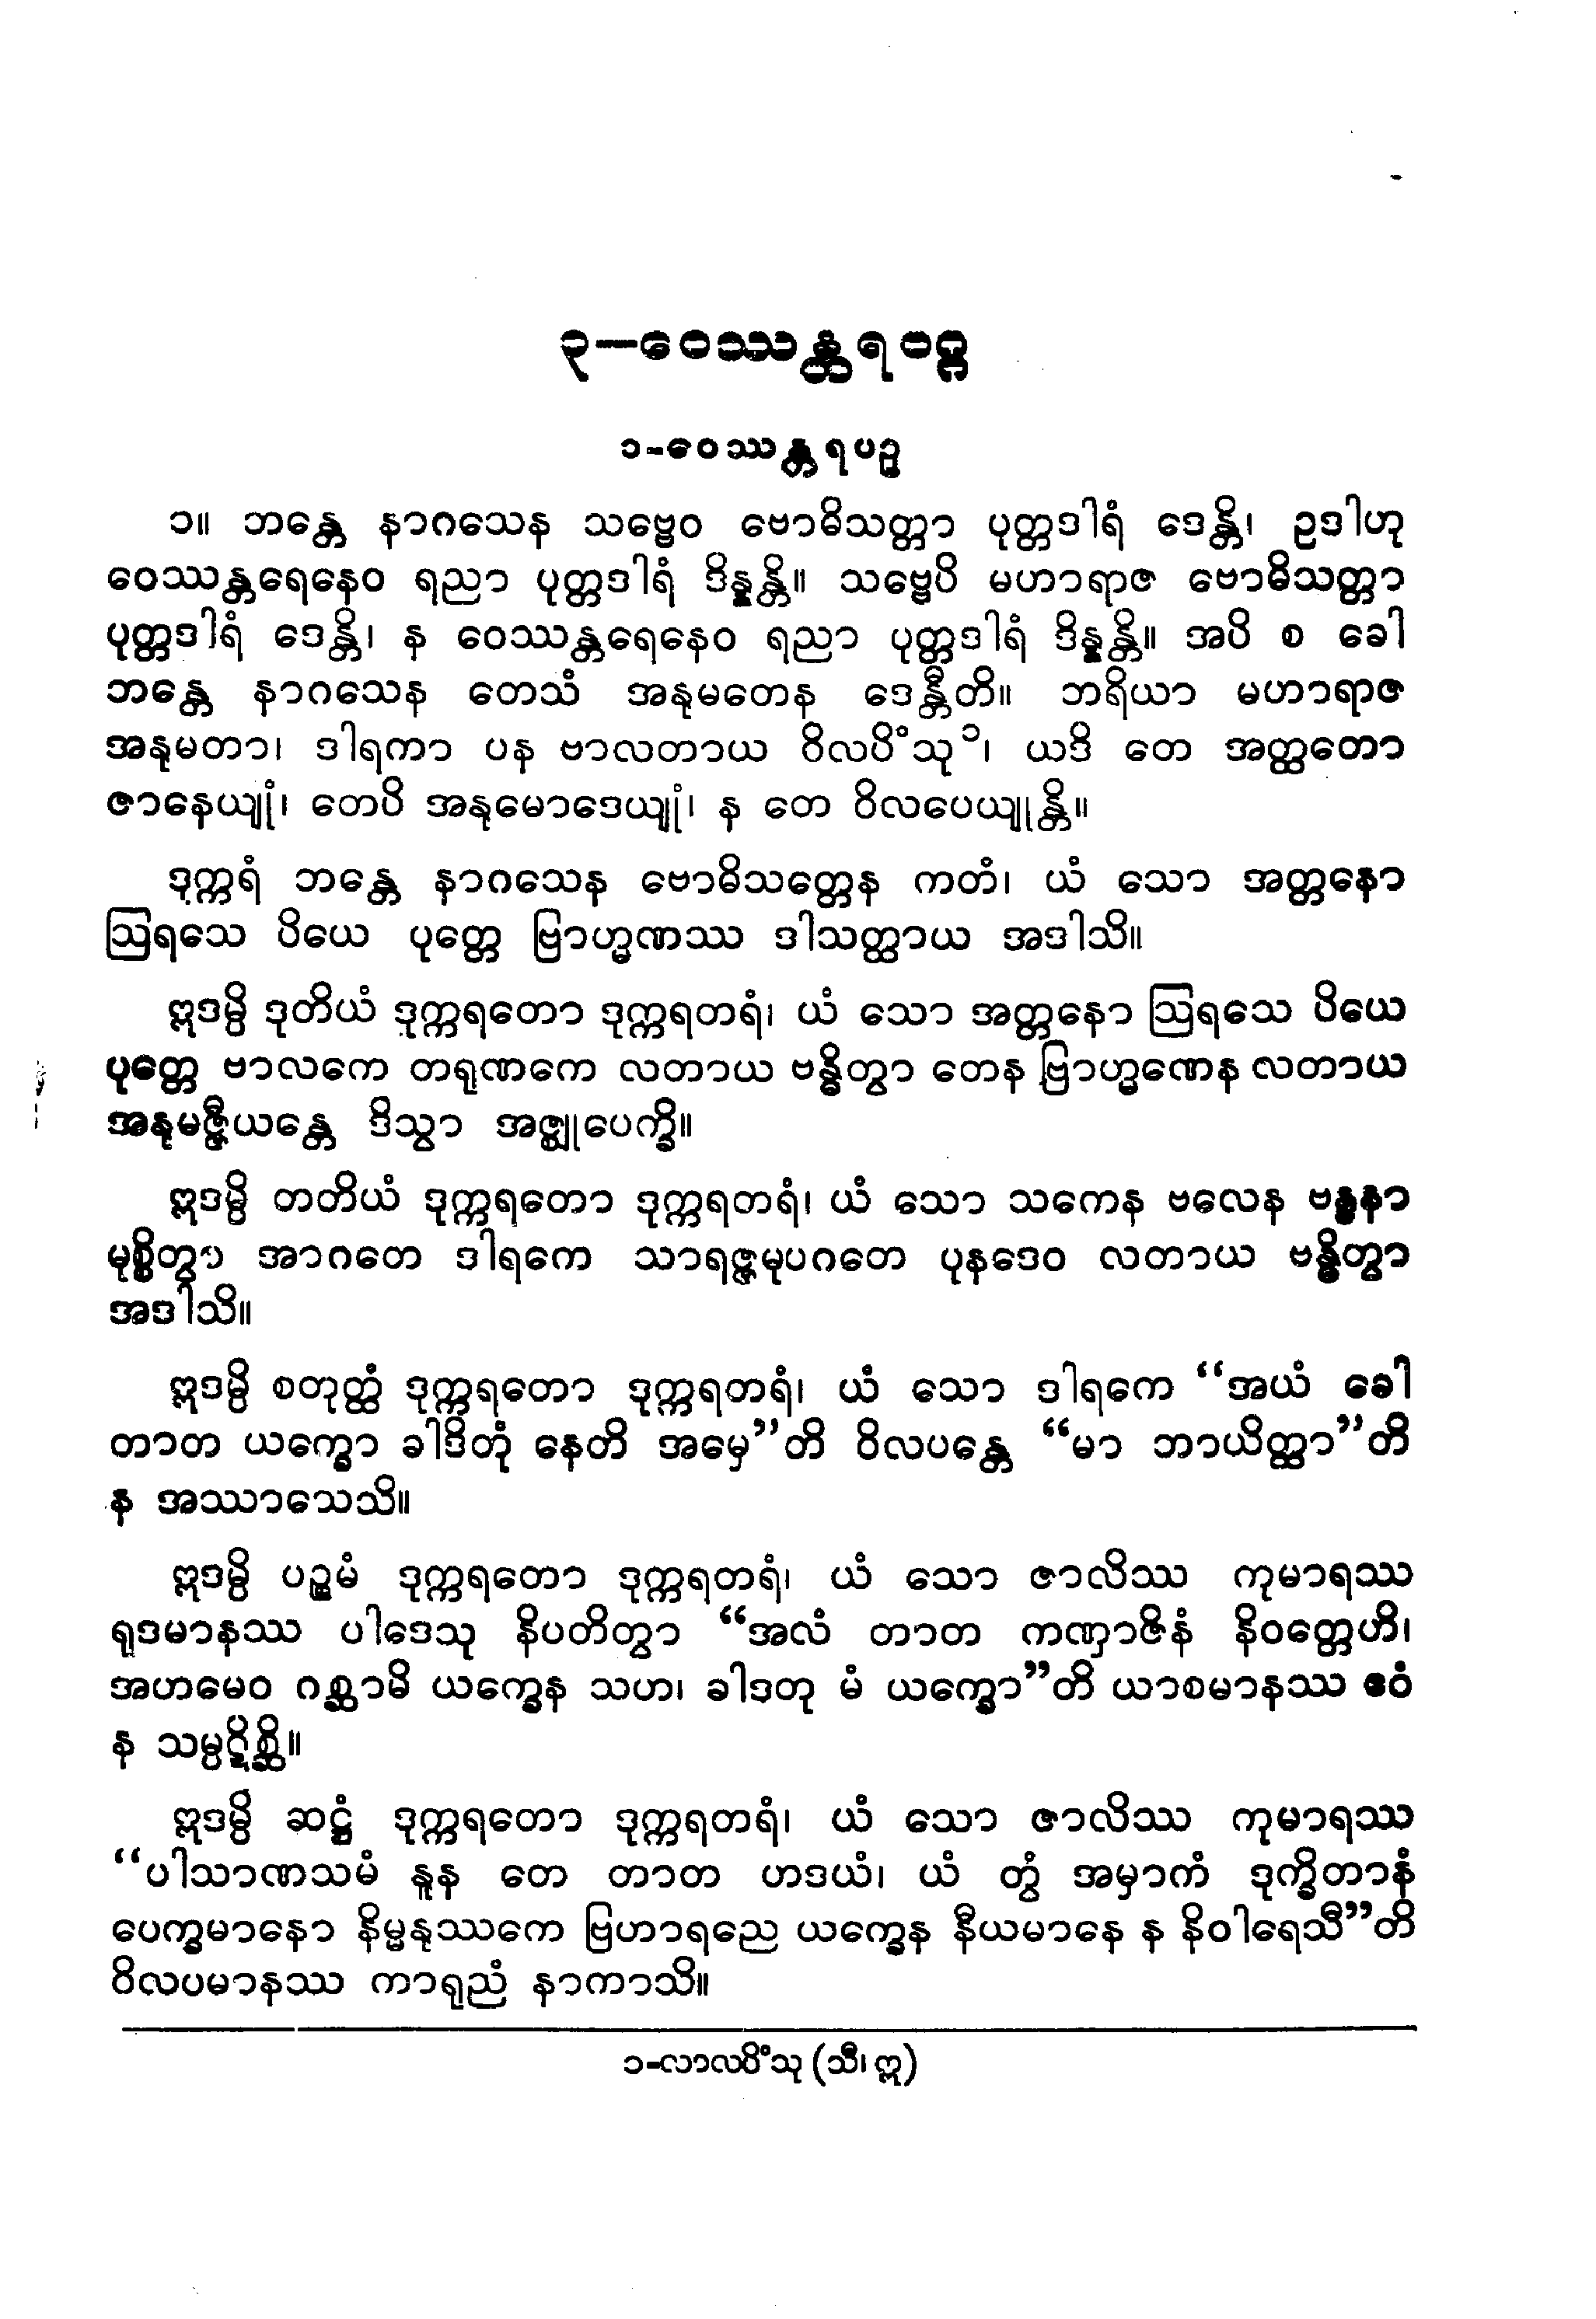 ၃–ဝေဿန္တရဝဂ္ဂ
၁-ဝေဿန္တရပဉှ
၁။ ဘန္တေ နာဂသေန သဗ္ဗေဝ ဗောဓိသတ္တာ ပုတ္တဒါရံ ဒေန္တိ၊ ဥဒါဟု
ဝေဿန္တရေနေဝ ရညာ ပုတ္တဒါရံ ဒိန္နန္တိ။ သဗ္ဗေပိ မဟာရာဇ ဗောဓိသတ္တာ
ပုတ္တဒါရံ ဒေန္တိ၊ န ဝေဿန္တရေနေဝ ရညာ ပုတ္တဒါရံ ဒိန္နန္တိ။ အပိ စ ခေါ
ဘန္တေ နာဂသေန တေသံ အနုမတေန ဒေန္တီတိ။ ဘရိယာ မဟာရာဇ
အနုမတာ၊ ဒါရကာ ပန ဗာလတာယ ဝိလပိံသု၁၊ ယဒိ တေ အတ္ထတော
ဇာနေယျုံ၊ တေပိ အနုမောဒေယျုံ၊ န တေ ဝိလပေယျုန္တိ။
ဒုက္ကရံ ဘန္တေ နာဂသေန ဗောဓိသတ္တေန ကတံ၊ ယံ သော အတ္တနော
ဩရသေ ပိယေ ပုတ္တေ ဗြာဟ္မဏဿ ဒါသတ္ထာယ အဒါသိ။
ဣဒမ္ပိ ဒုတိယံ ဒုက္ကရတော ဒုက္ကရတရံ၊ ယံ သော အတ္တနော ဩရသေ ပိယေ
ပုတ္တေ ဗာလကေ တရုဏကေ လတာယ ဗန္ဓိတွာ တေန ဗြာဟ္မဏေန လတာယ
အနုမဇ္ဇီယန္တေ ဒိသွာ အဇ္ဈုပေက္ခိ။
ဣဒမ္ပိ တတိယံ ဒုက္ကရတော ဒုက္ကရတရံ၊ ယံ သော သကေန ဗလေန ဗန္ဓနာ
မုစ္စိတွာ အာဂတေ ဒါရကေ သာရဇ္ဇမုပဂတေ ပုနဒေဝ လတာယ ဗန္ဓိတွာ
အဒါသိ။
ဣဒမ္ပိ စတုတ္ထံ ဒုက္ကရတော ဒုက္ကရတရံ၊ ယံ သော ဒါရကေ “အယံ ခေါ
တာတ ယက္ခော ခါဒိတုံ နေတိ အမှေ”တိ ဝိလပန္တေ “မာ ဘာယိတ္ထာ”တိ
န အဿာသေသိ။
ဣဒမ္ပိ ပဉ္စမံ ဒုက္ကရတော ဒုက္ကရတရံ၊ ယံ သော ဇာလိဿ ကုမာရဿ
ရုဒမာနဿ ပါဒေသု နိပတိတွာ “အလံ တာတ ကဏှာဇိနံ နိဝတ္တေဟိ၊
အဟမေဝ ဂစ္ဆာမိ ယက္ခေန သဟ၊ ခါဒတု မံ ယက္ခော”တိ ယာစမာနဿ ဧဝံ
န သမ္ပဋိစ္ဆိ။
ဣဒမ္ပိ ဆဋ္ဌံ ဒုက္ကရတော ဒုက္ကရတရံ၊ ယံ သော ဇာလိဿ ကုမာရဿ
“ပါသာဏသမံ နူန တေ တာတ ဟဒယံ၊ ယံ တွံ အမှာကံ ဒုက္ခိတာနံ
ပေက္ခမာနော နိမ္မနုဿကေ ဗြဟာရညေ ယက္ခေန နီယမာနေ န နိဝါရေသီ”တိ
ဝိလပမာနဿ ကာရုညံ နာကာသိ။
၁-လာလပိံသု (သီ၊ ဣ)